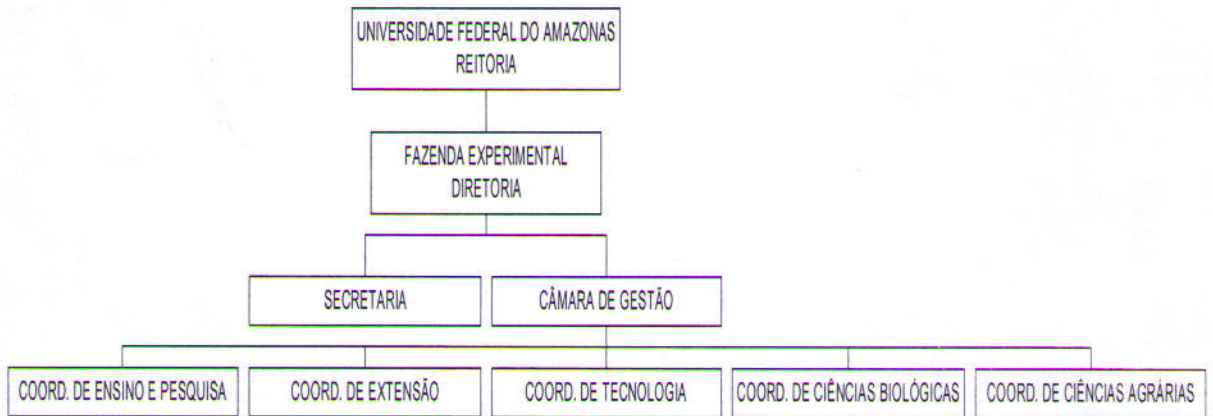 UNIVERSIDADE FEDERAL DO AMAZONAS
REITORIA
FAZENDA EXPERIMENTAL
DIRETORIA
SECRETARIA
CÂMARA DE GESTÃO
COORD. DE ENSINO E PESQUISA
COORD. DE EXTENSÃO
COORD. DE TECNOLOGIA
COORD. DE CIÊNCIAS BIOLÓGICAS
COORD. DE CIÊNCIAS AGRÁRIAS